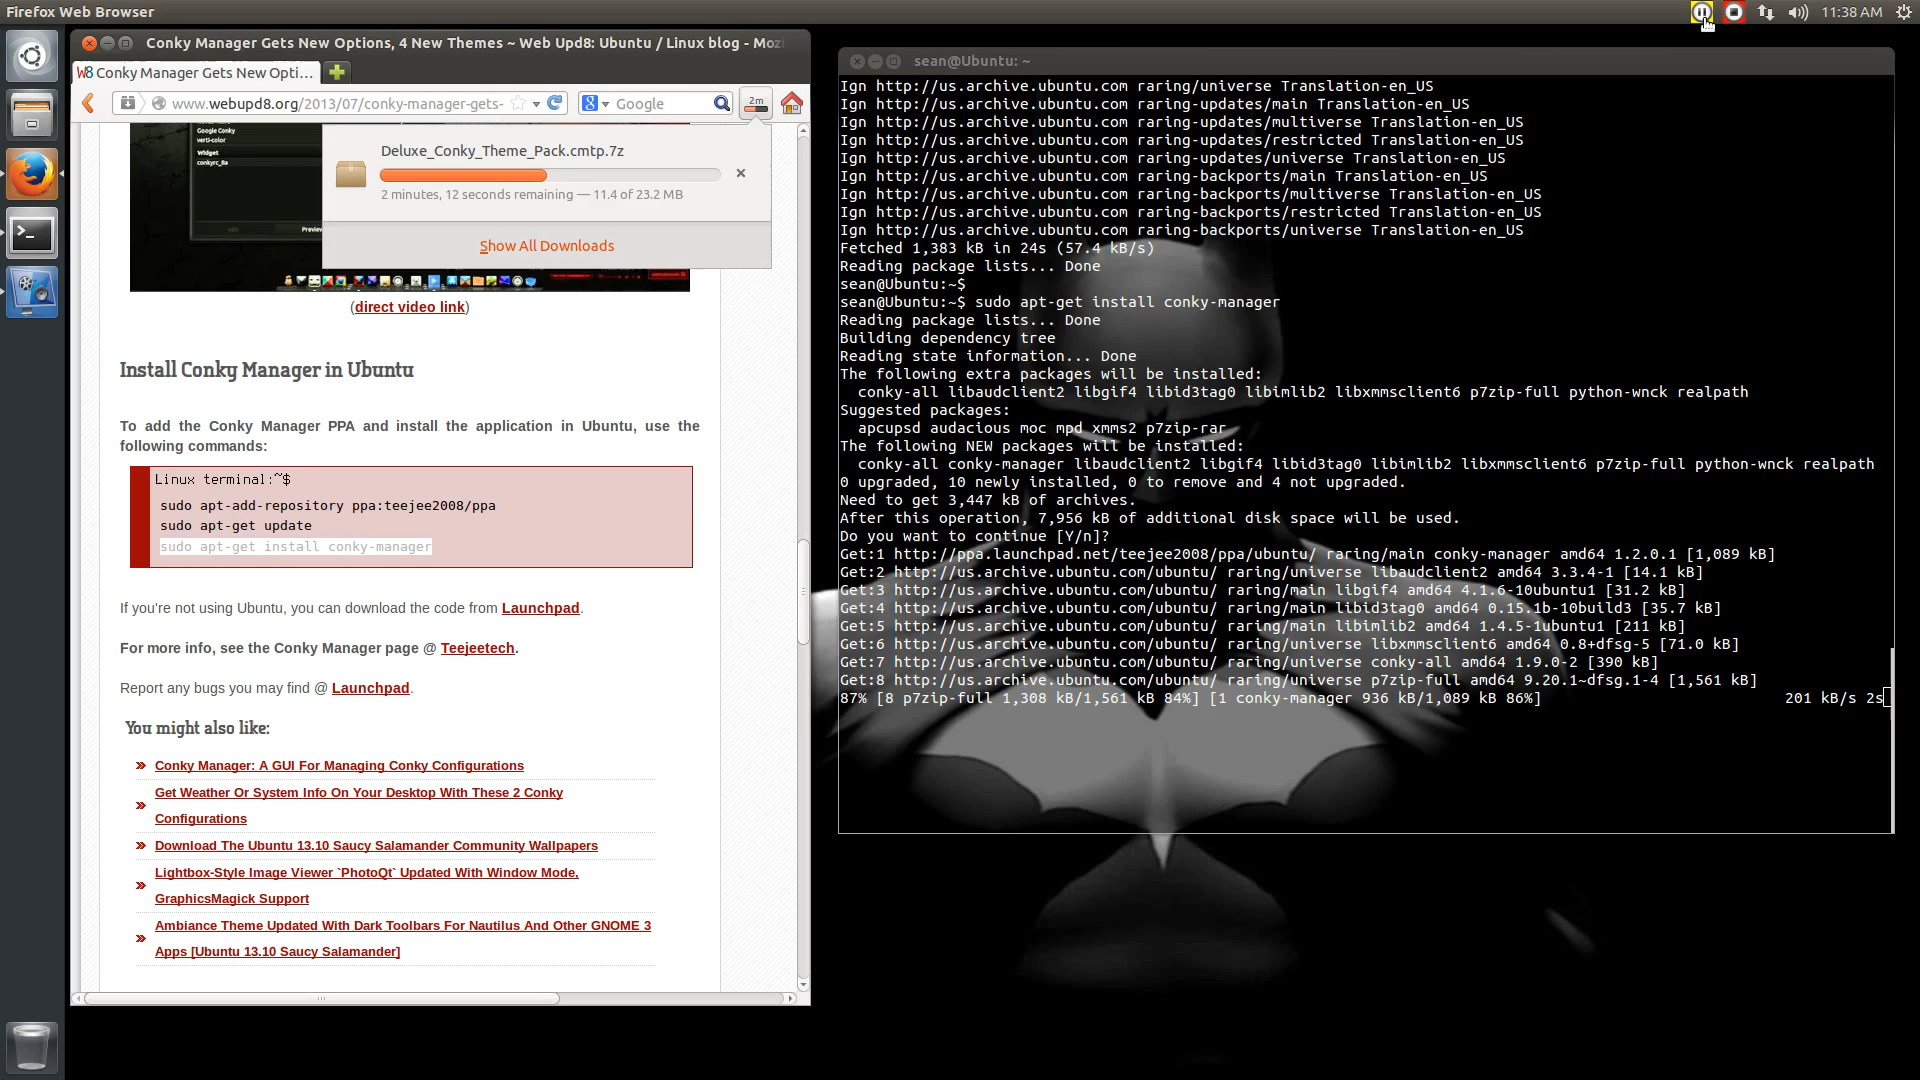 Firefox Web Browser
11:38 AM
Conky Manager Gets New Options, 4 New Themes ~ Web Upd8: Ubuntu / Linux blog - Moz
W8 Conky Manager Gets New Opti...
www.webupd8.org/2013/07/conky-manager-gets-
Google
2m
Google Conky
verti-color
Widget
conkyrc_8a
Preview
Deluxe_Conky_Theme_Pack.cmtp.7z
2 minutes, 12 seconds remaining — 11.4 of 23.2 MB
Show All Downloads
(direct video link)
Install Conky Manager in Ubuntu
To add the Conky Manager PPA and install the application in Ubuntu, use the
following commands:
Linux terminal:~$
sudo apt-add-repository ppa:teejee2008/ppa
sudo apt-get update
sudo apt-get install conky-manager
If you're not using Ubuntu, you can download the code from Launchpad.
For more info, see the Conky Manager page @ Teejeetech.
Report any bugs you may find @ Launchpad.
You might also like:
Conky Manager: A GUI For Managing Conky Configurations
Get Weather Or System Info On Your Desktop With These 2 Conky
Configurations
Download The Ubuntu 13.10 Saucy Salamander Community Wallpapers
Lightbox-Style Image Viewer `PhotoQt` Updated With Window Mode,
GraphicsMagick Support
Ambiance Theme Updated With Dark Toolbars For Nautilus And Other GNOME 3
Apps [Ubuntu 13.10 Saucy Salamander]
sean@Ubuntu: ~
Ign http://us.archive.ubuntu.com raring/universe Translation-en_US
Ign http://us.archive.ubuntu.com raring-updates/main Translation-en_US
Ign http://us.archive.ubuntu.com raring-updates/multiverse Translation-en_US
Ign http://us.archive.ubuntu.com raring-updates/restricted Translation-en_US
Ign http://us.archive.ubuntu.com raring-updates/universe Translation-en_US
Ign http://us.archive.ubuntu.com raring-backports/main Translation-en_US
Ign http://us.archive.ubuntu.com raring-backports/multiverse Translation-en_US
Ign http://us.archive.ubuntu.com raring-backports/restricted Translation-en_US
Ign http://us.archive.ubuntu.com raring-backports/universe Translation-en_US
Fetched 1,383 kB in 24s (57.4 kB/s)
Reading package lists... Done
sean@Ubuntu:~$
sean@Ubuntu:~$ sudo apt-get install conky-manager
Reading package lists... Done
Building dependency tree
Reading state information... Done
The following extra packages will be installed:
conky-all libaudclient2 libgif4 libid3tag0 libimlib2 libxmmsclient6 p7zip-full python-wnck realpath
Suggested packages:
apcupsd audacious moc mpd xmms2 p7zip-rar
The following NEW packages will be installed:
conky-all conky-manager libaudclient2 libgif4 libid3tag0 libimlib2 libxmmsclient6 p7zip-full python-wnck realpath
0 upgraded, 10 newly installed, 0 to remove and 4 not upgraded.
Need to get 3,447 kB of archives.
After this operation, 7,956 kB of additional disk space will be used.
Do you want to continue [Y/n]?
Get:1 http://ppa.launchpad.net/teejee2008/ppa/ubuntu/ raring/main conky-manager amd64 1.2.0.1 [1,089 kB]
Get:2 http://us.archive.ubuntu.com/ubuntu/ raring/universe libaudclient2 amd64 3.3.4-1 [14.1 kB]
Get:3 http://us.archive.ubuntu.com/ubuntu/ raring/main libgif4 amd64 4.1.6-10ubuntu1 [31.2 kB]
Get:4 http://us.archive.ubuntu.com/ubuntu/ raring/main libid3tag0 amd64 0.15.1b-10build3 [35.7 kB]
Get:5 http://us.archive.ubuntu.com/ubuntu/ raring/main libimlib2 amd64 1.4.5-1ubuntu1 [211 kB]
Get:6 http://us.archive.ubuntu.com/ubuntu/ raring/universe libxmmsclient6 amd64 0.8+dfsg-5 [71.0 kB]
Get:7 http://us.archive.ubuntu.com/ubuntu/ raring/universe conky-all amd64 1.9.0-2 [390 kB]
Get:8 http://us.archive.ubuntu.com/ubuntu/ raring/universe p7zip-full amd64 9.20.1~dfsg.1-4 [1,561 kB]
87% [8 p7zip-full 1,308 kB/1,561 kB 84%] [1 conky-manager 936 kB/1,089 kB 86%] 201 kB/s 2s